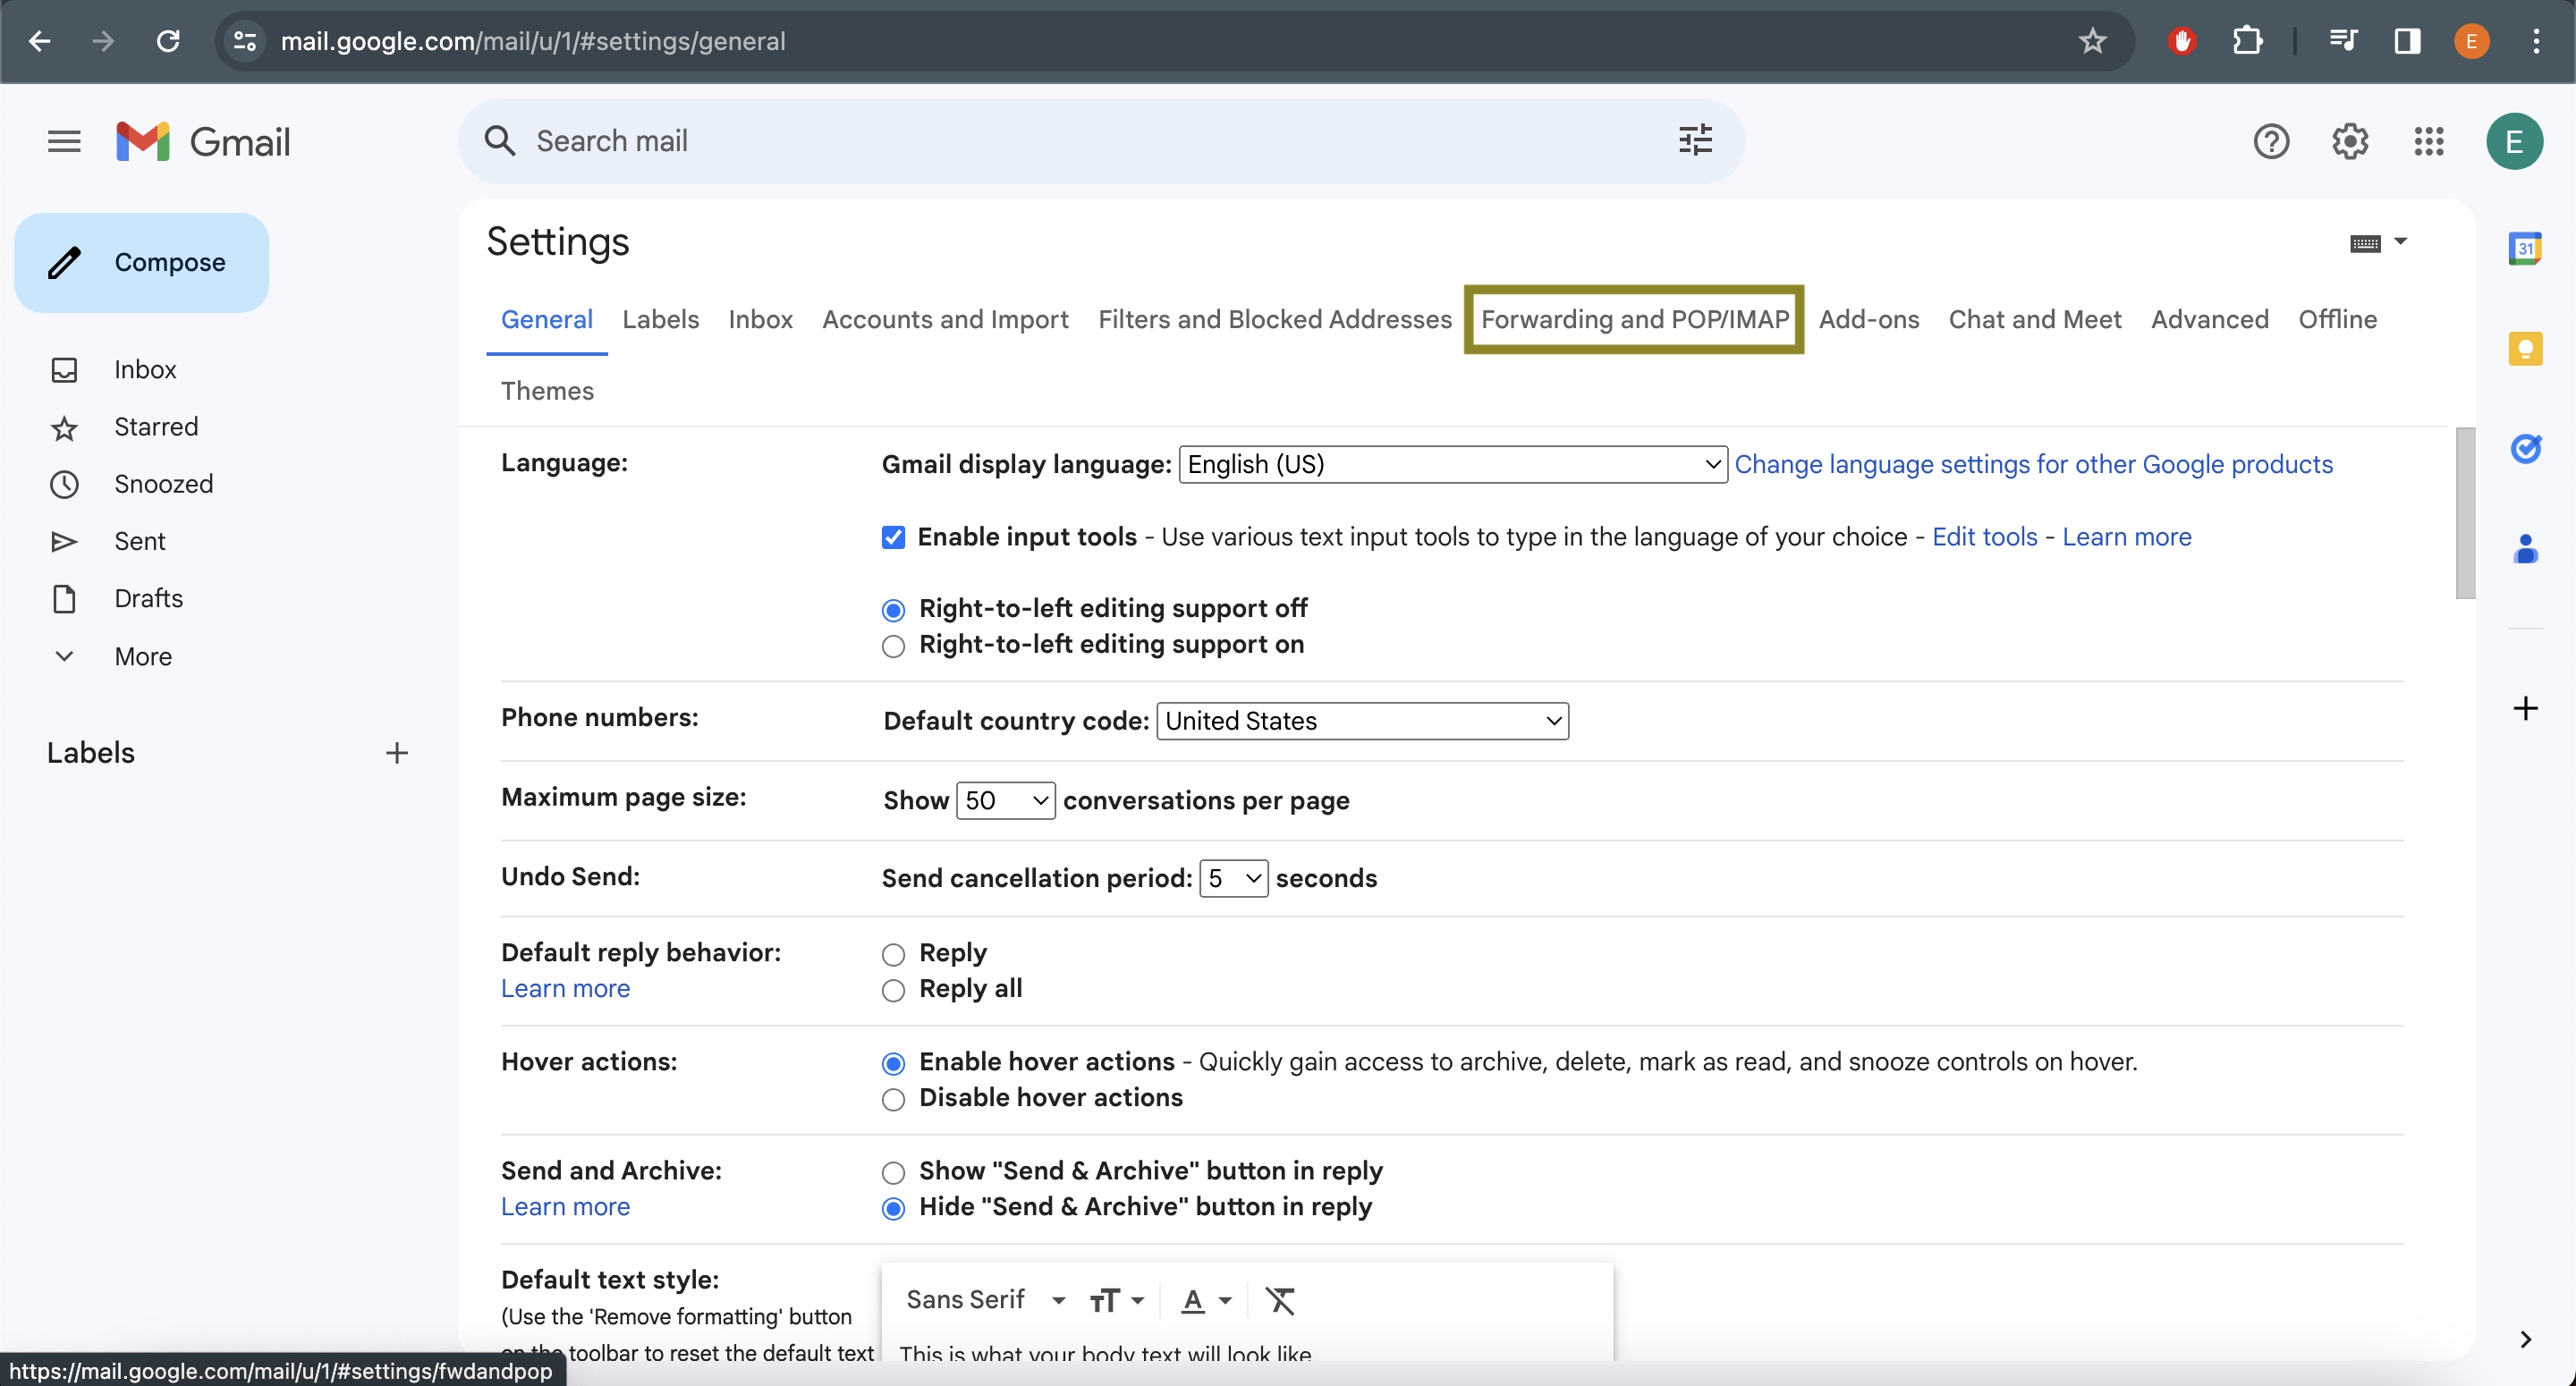 mail.google.com/mail/u/1/#settings/general
E
Gmail
Search mail
E
Compose
Inbox
Starred
Snoozed
Sent
Drafts
More
Labels
Settings
General Labels Inbox Accounts and Import Filters and Blocked Addresses Forwarding and POP/IMAP Add-ons Chat and Meet Advanced Offline
Themes
Language: Gmail display language: English (US) Change language settings for other Google products
Enable input tools - Use various text input tools to type in the language of your choice - Edit tools - Learn more
Right-to-left editing support off
Right-to-left editing support on
Phone numbers: Default country code: United States
Maximum page size: Show 50 conversations per page
Undo Send: Send cancellation period: 5 seconds
Default reply behavior: Reply
Learn more Reply all
Hover actions: Enable hover actions - Quickly gain access to archive, delete, mark as read, and snooze controls on hover.
Disable hover actions
Send and Archive: Show "Send & Archive" button in reply
Learn more Hide "Send & Archive" button in reply
Default text style: Sans Serif
(Use the 'Remove formatting' button
on the toolbar to reset the default text This is what your body text will look like
31
https://mail.google.com/mail/u/1/#settings/fwdandpop